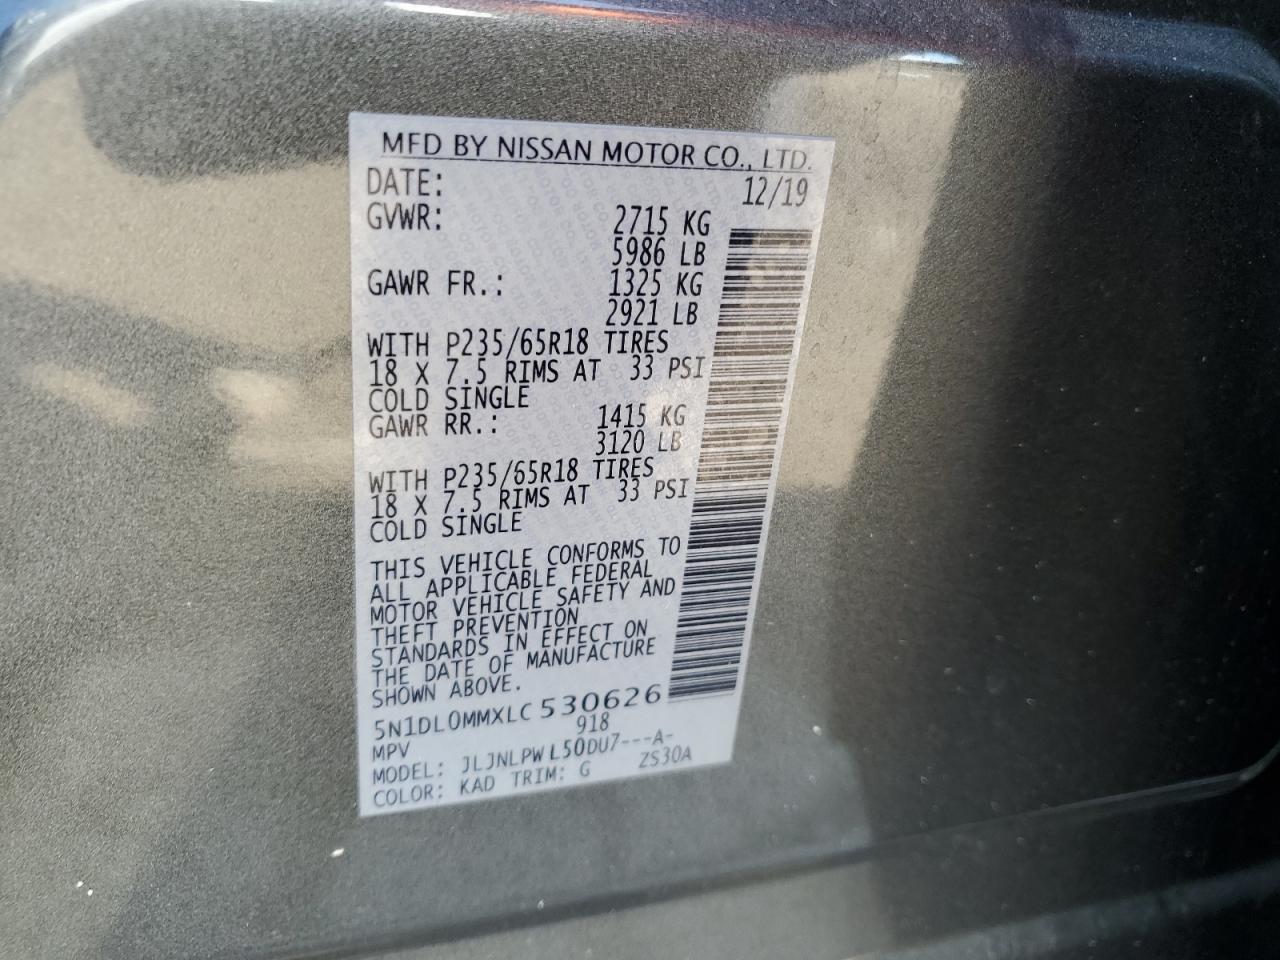 MFD BY NISSAN MOTOR CO., LTD.
DATE: 12/19
GVWR: 2715 KG
5986 LB
GAWR FR.: 1325 KG
2921 LB
WITH P235/65R18 TIRES
18 X 7.5 RIMS AT 33 PSI
COLD SINGLE
GAWR RR.: 1415 KG
3120 LB
WITH P235/65R18 TIRES
18 X 7.5 RIMS AT 33 PSI
COLD SINGLE
THIS VEHICLE CONFORMS TO
ALL APPLICABLE FEDERAL
MOTOR VEHICLE SAFETY AND
THEFT PREVENTION
STANDARDS IN EFFECT ON
THE DATE OF MANUFACTURE
SHOWN ABOVE.
5N1DL0MMXLC 530626
MPV 918
MODEL: JLJNLPW L50DU7---A-
COLOR: KAD TRIM: G ZS30A